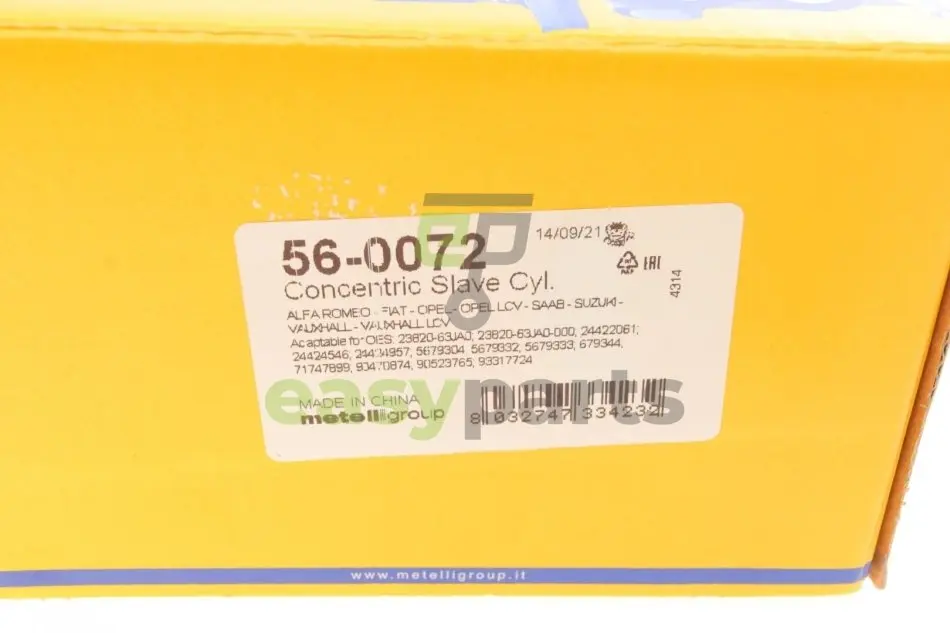 56-0072
14/09/21
Concentric Slave Cyl.
EAC
4314
ALFA ROMEO - FIAT - OPEL - OPEL LCV - SAAB - SUZUKI -
VAUXHALL - VAUXHALL LCV
Adaptable for OES: 23820-63JA0; 23820-63JA0-000; 24422061;
24424546; 24434957; 5679304; 5679332; 5679333; 679344;
71747899; 90470874; 90523765; 93317724
easyparts
MADE IN CHINA
metelligroup
8 032747 334232
www.metelligroup.it